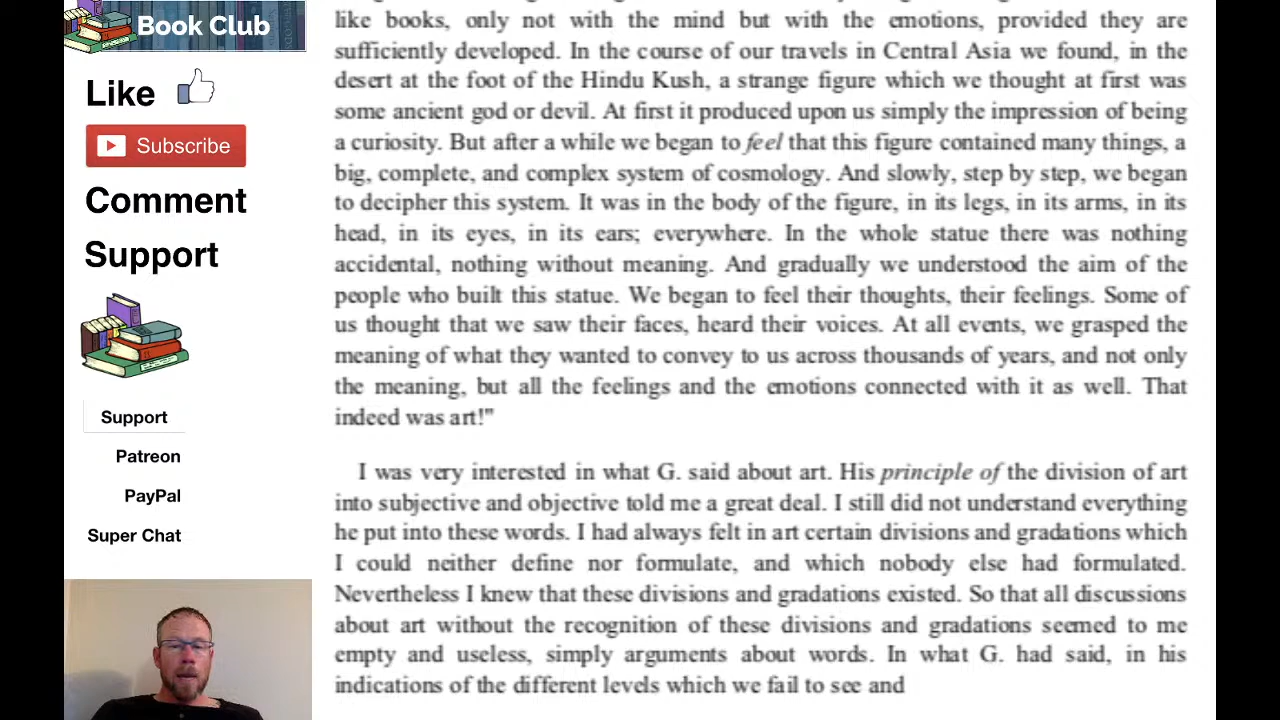 Book Club
Like
Subscribe
Comment
Support
Support
Patreon
PayPal
Super Chat
like books, only not with the mind but with the emotions, provided they are
sufficiently developed. In the course of our travels in Central Asia we found, in the
desert at the foot of the Hindu Kush, a strange figure which we thought at first was
some ancient god or devil. At first it produced upon us simply the impression of being
a curiosity. But after a while we began to feel that this figure contained many things, a
big, complete, and complex system of cosmology. And slowly, step by step, we began
to decipher this system. It was in the body of the figure, in its legs, in its arms, in its
head, in its eyes, in its ears; everywhere. In the whole statue there was nothing
accidental, nothing without meaning. And gradually we understood the aim of the
people who built this statue. We began to feel their thoughts, their feelings. Some of
us thought that we saw their faces, heard their voices. At all events, we grasped the
meaning of what they wanted to convey to us across thousands of years, and not only
the meaning, but all the feelings and the emotions connected with it as well. That
indeed was art!"
I was very interested in what G. said about art. His principle of the division of art
into subjective and objective told me a great deal. I still did not understand everything
he put into these words. I had always felt in art certain divisions and gradations which
I could neither define nor formulate, and which nobody else had formulated.
Nevertheless I knew that these divisions and gradations existed. So that all discussions
about art without the recognition of these divisions and gradations seemed to me
empty and useless, simply arguments about words. In what G. had said, in his
indications of the different levels which we fail to see and